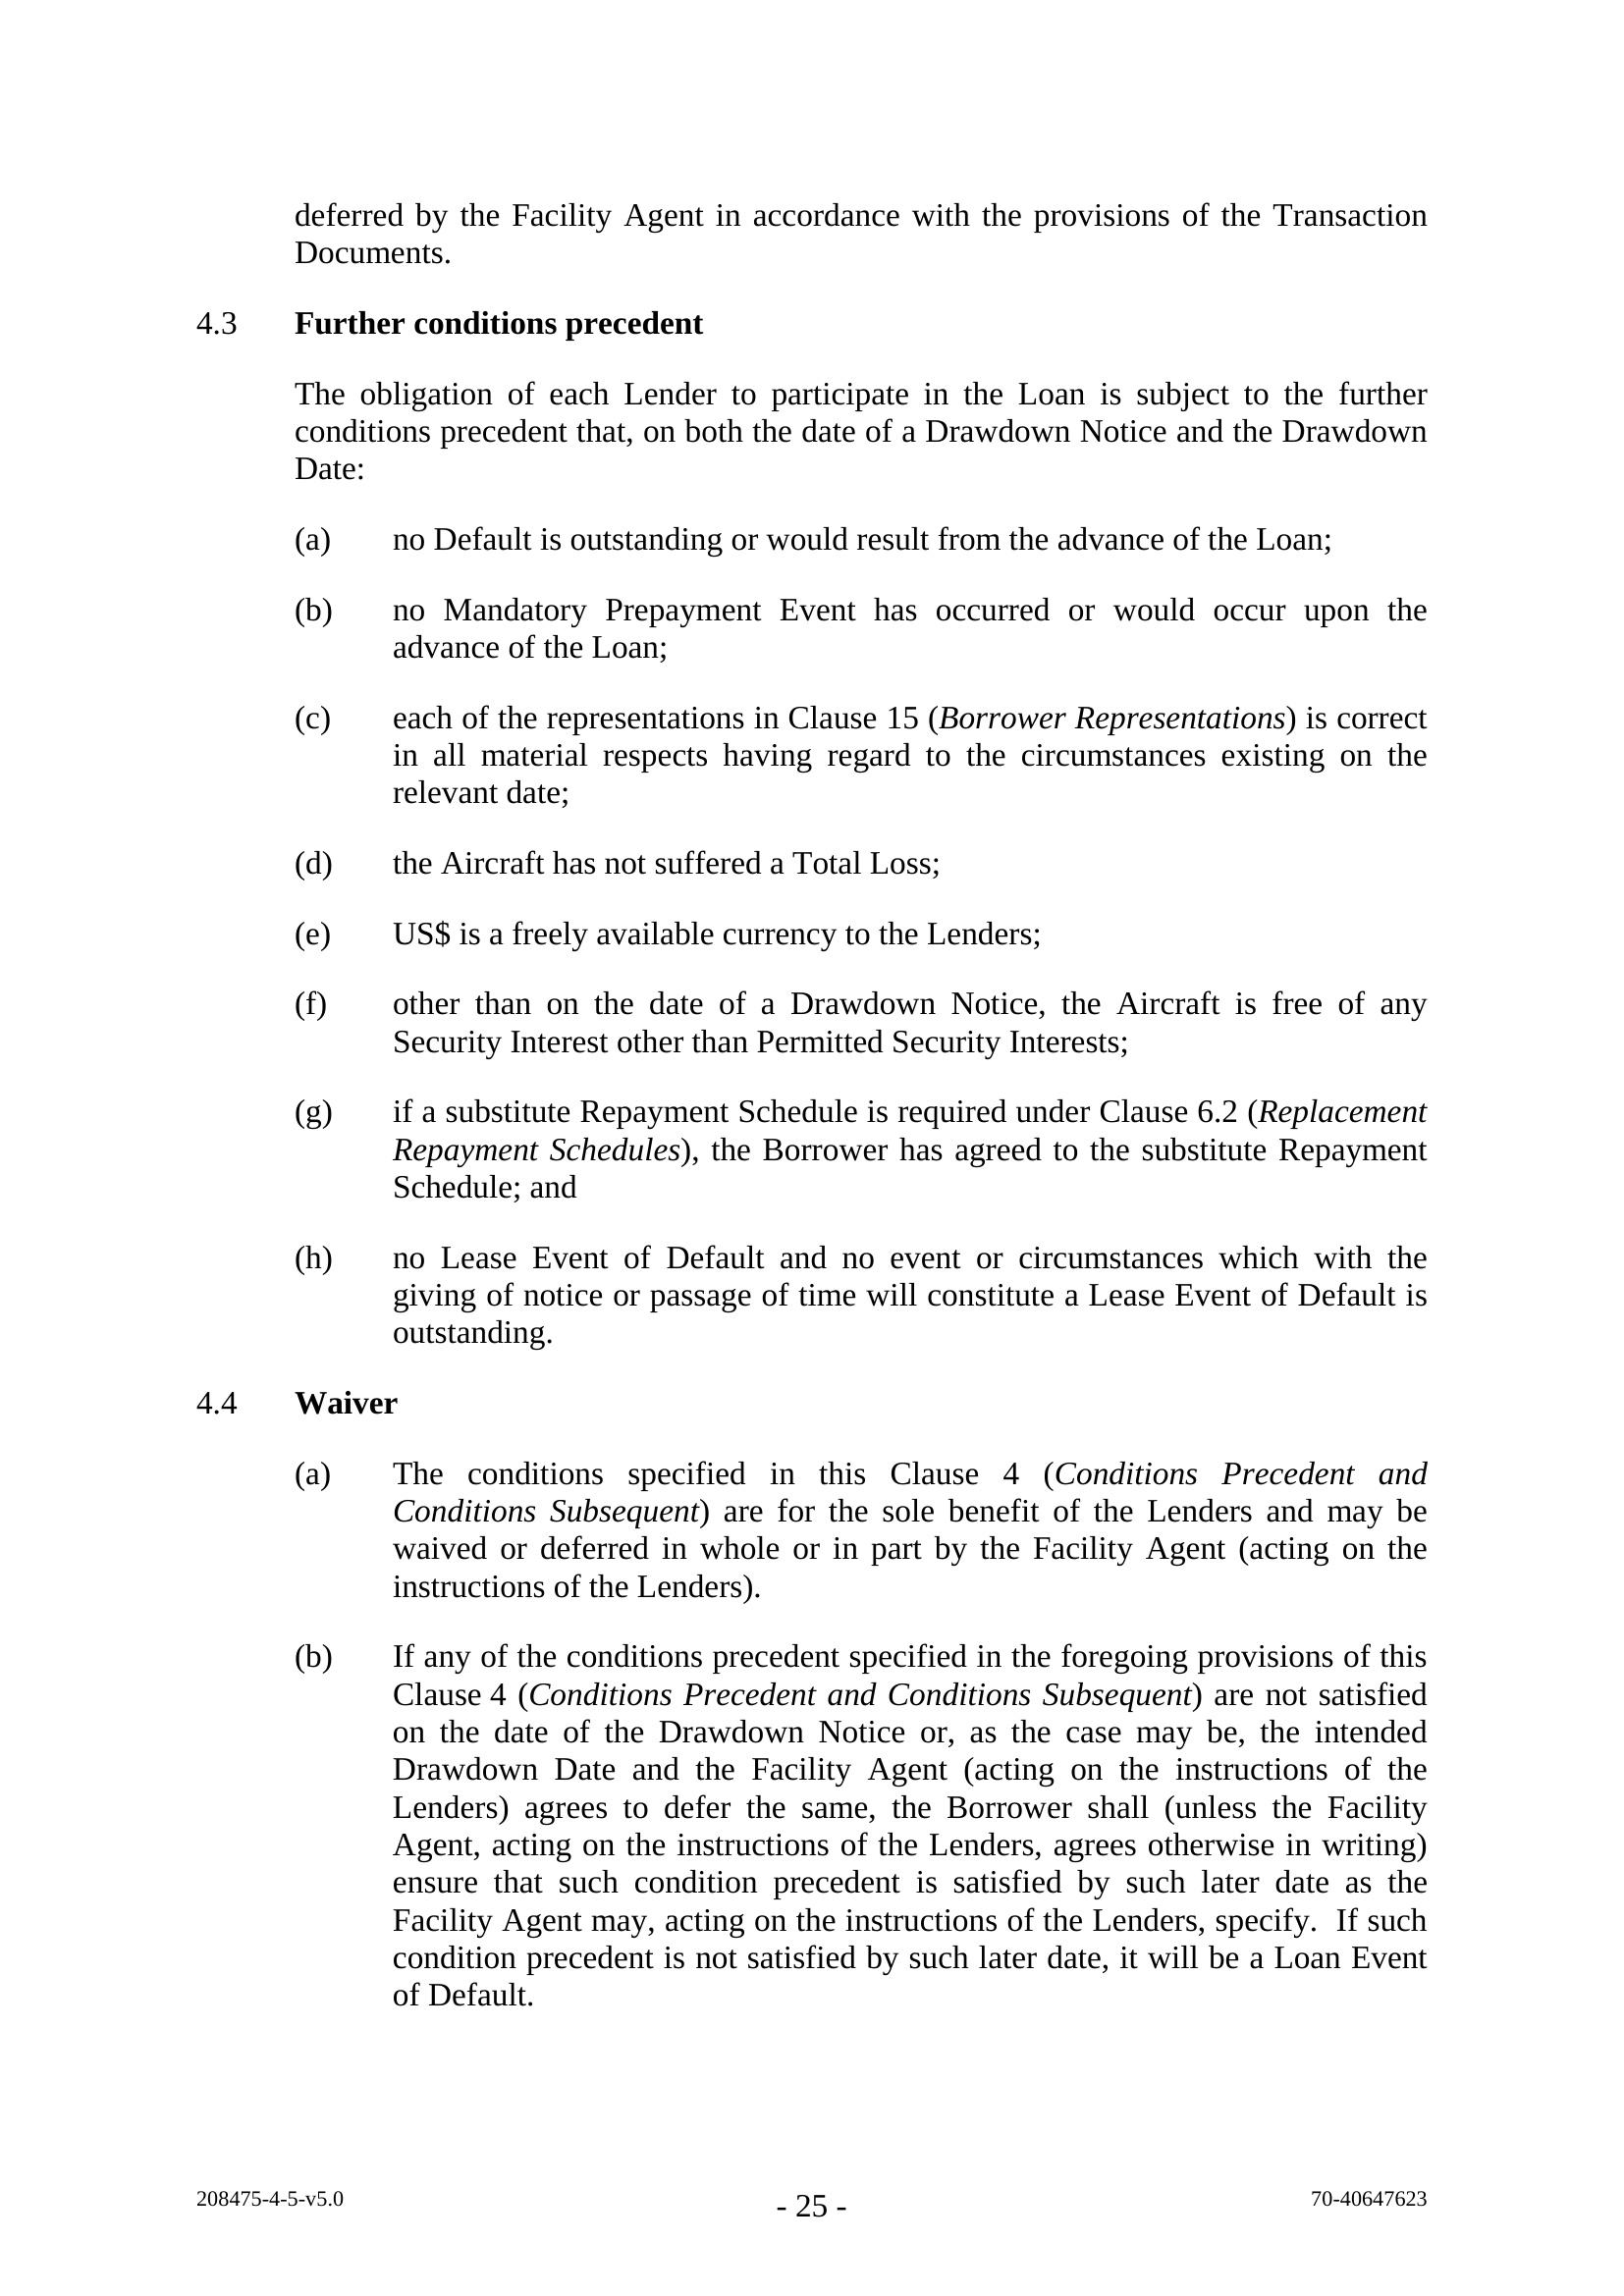 deferred by the Facility Agent in accordance with the provisions of the Transaction
Documents.
4.3 Further conditions precedent
The obligation of each Lender to participate in the Loan is subject to the further
conditions precedent that, on both the date of a Drawdown Notice and the Drawdown
Date:
(a) no Default is outstanding or would result from the advance of the Loan;
(b) no Mandatory Prepayment Event has occurred or would occur upon the
advance of the Loan;
(c) each of the representations in Clause 15 (Borrower Representations) is correct
in all material respects having regard to the circumstances existing on the
relevant date;
(d) the Aircraft has not suffered a Total Loss;
(e) US$ is a freely available currency to the Lenders;
(f) other than on the date of a Drawdown Notice, the Aircraft is free of any
Security Interest other than Permitted Security Interests;
(g) if a substitute Repayment Schedule is required under Clause 6.2 (Replacement
Repayment Schedules), the Borrower has agreed to the substitute Repayment
Schedule; and
(h) no Lease Event of Default and no event or circumstances which with the
giving of notice or passage of time will constitute a Lease Event of Default is
outstanding.
4.4 Waiver
(a) The conditions specified in this Clause 4 (Conditions Precedent and
Conditions Subsequent) are for the sole benefit of the Lenders and may be
waived or deferred in whole or in part by the Facility Agent (acting on the
instructions of the Lenders).
(b) If any of the conditions precedent specified in the foregoing provisions of this
Clause 4 (Conditions Precedent and Conditions Subsequent) are not satisfied
on the date of the Drawdown Notice or, as the case may be, the intended
Drawdown Date and the Facility Agent (acting on the instructions of the
Lenders) agrees to defer the same, the Borrower shall (unless the Facility
Agent, acting on the instructions of the Lenders, agrees otherwise in writing)
ensure that such condition precedent is satisfied by such later date as the
Facility Agent may, acting on the instructions of the Lenders, specify. If such
condition precedent is not satisfied by such later date, it will be a Loan Event
of Default.
208475-4-5-v5.0 - 25 - 70-40647623